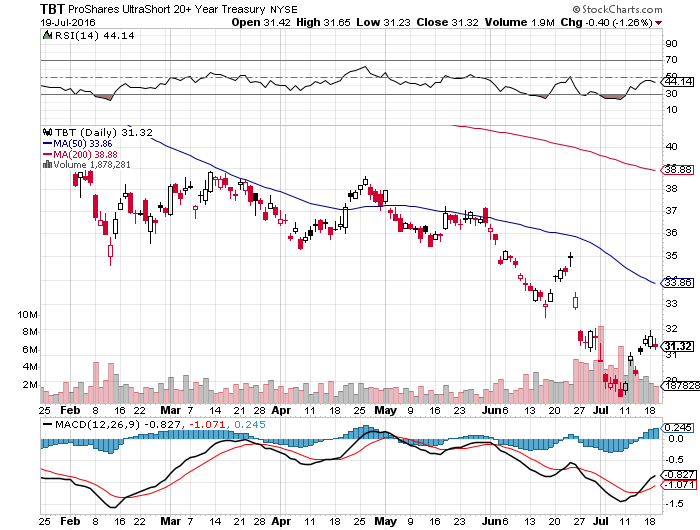 TBT ProShares UltraShort 20+ Year Treasury NYSE © StockCharts.com
19-Jul-2016 Open 31.42 High 31.65 Low 31.23 Close 31.32 Volume 1.9M Chg -0.40 (-1.26%)
RSI(14) 44.14
90
70
50
44.14
30
10
TBT (Daily) 31.32
MA(50) 33.86
MA(200) 38.88
Volume 1,878,281
40
38.88
38
37
36
35
33.86
32
31.32
31
30
10M
8M
6M
4M
2M
187828
25 Feb 8 16 22 Mar 7 14 21 28 Apr 11 18 25 May 9 16 23 Jun 6 13 20 27 Jul 11 18
MACD(12,26,9) -0.827, -1.071, 0.245
0.245
0.0
-0.5
-0.827
-1.071
-1.5
25 Feb 8 16 22 Mar 7 14 21 28 Apr 11 18 25 May 9 16 23 Jun 6 13 20 27 Jul 11 18